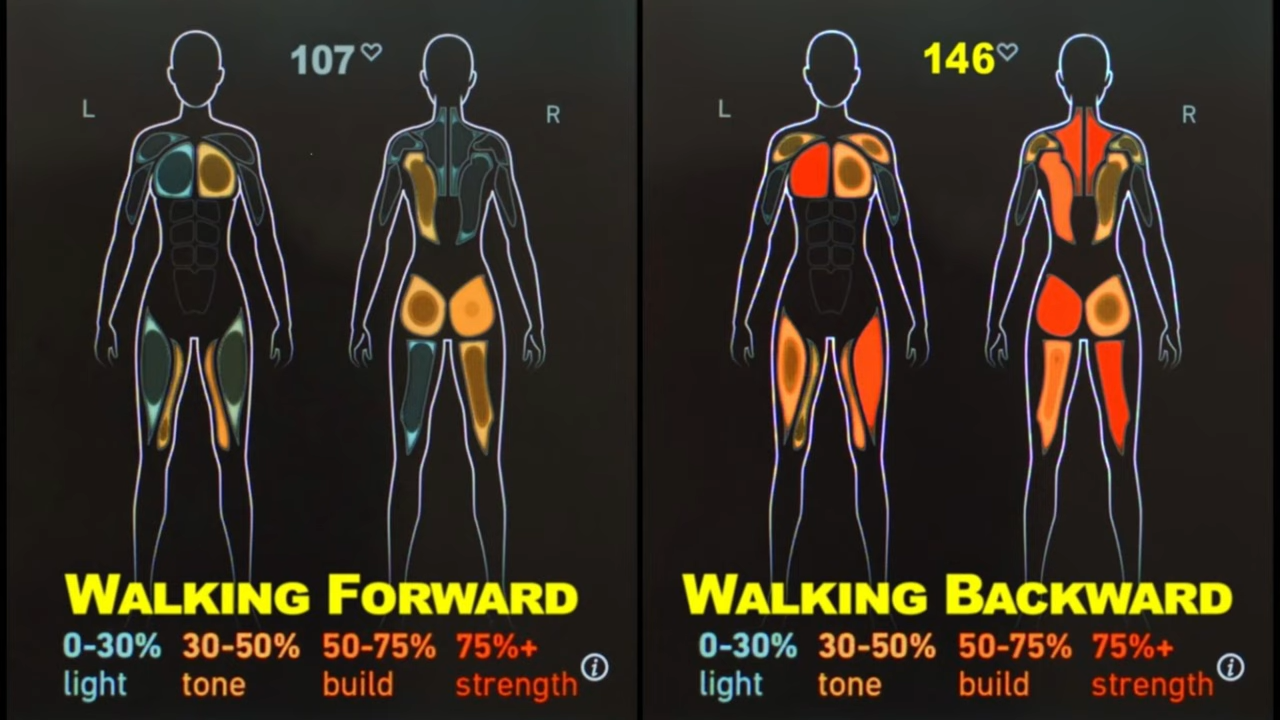 107
L
R
WALKING FORWARD
0-30% 30-50% 50-75% 75%+
light tone build strength
146
L
R
WALKING BACKWARD
0-30% 30-50% 50-75% 75%+
light tone build strength